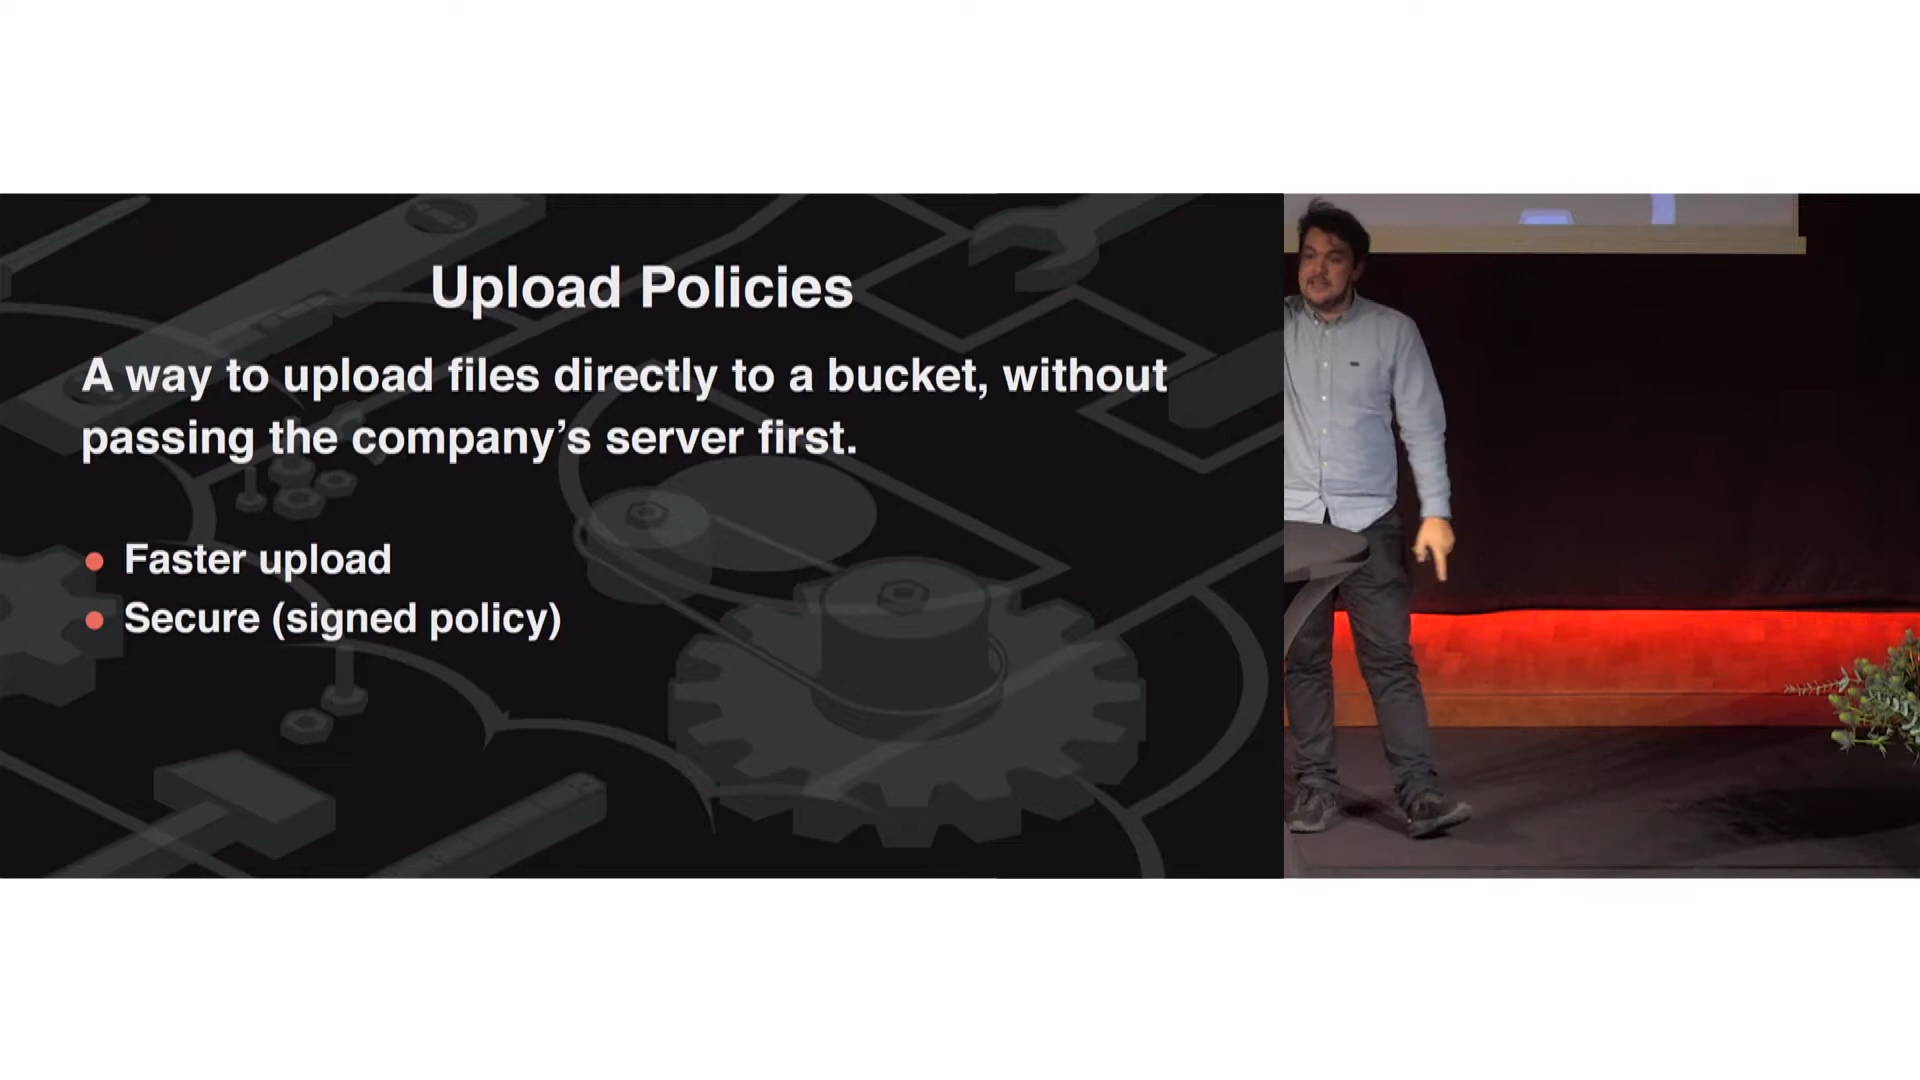 Upload Policies
A way to upload files directly to a bucket, without
passing the company’s server first.
Faster upload
Secure (signed policy)